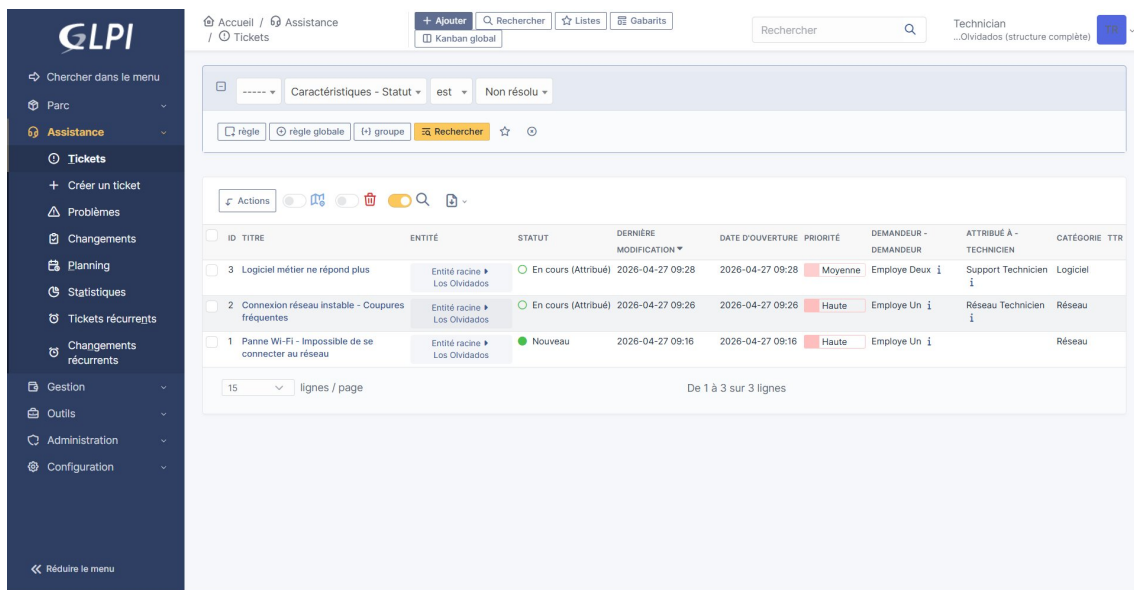 GLPI
Chercher dans le menu
Parc
Assistance
Tickets
Créer un ticket
Problèmes
Changements
Planning
Statistiques
Tickets récurrents
Changements
récurrents
Gestion
Outils
Administration
Configuration
Réduire le menu
Accueil / Assistance
/ Tickets
+ Ajouter Rechercher Listes Gabarits
Kanban global
Rechercher
Technician
...Olvidados (structure complète)
----- Caractéristiques - Statut est Non résolu
règle règle globale (+) groupe Rechercher
Actions
ID TITRE ENTITÉ STATUT DERNIÈRE MODIFICATION DATE D'OUVERTURE PRIORITÉ DEMANDEUR - DEMANDEUR ATTRIBUÉ À - TECHNICIEN CATÉGORIE TTR
3 Logiciel métier ne répond plus Entité racine Los Olvidados En cours (Attribué) 2026-04-27 09:28 2026-04-27 09:28 Moyenne Employe Deux i Support Technicien i Logiciel
2 Connexion réseau instable - Coupures fréquentes Entité racine Los Olvidados En cours (Attribué) 2026-04-27 09:26 2026-04-27 09:26 Haute Employe Un i Réseau Technicien i Réseau
1 Panne Wi-Fi - Impossible de se connecter au réseau Entité racine Los Olvidados Nouveau 2026-04-27 09:16 2026-04-27 09:16 Haute Employe Un i Réseau
15 lignes / page De 1 à 3 sur 3 lignes